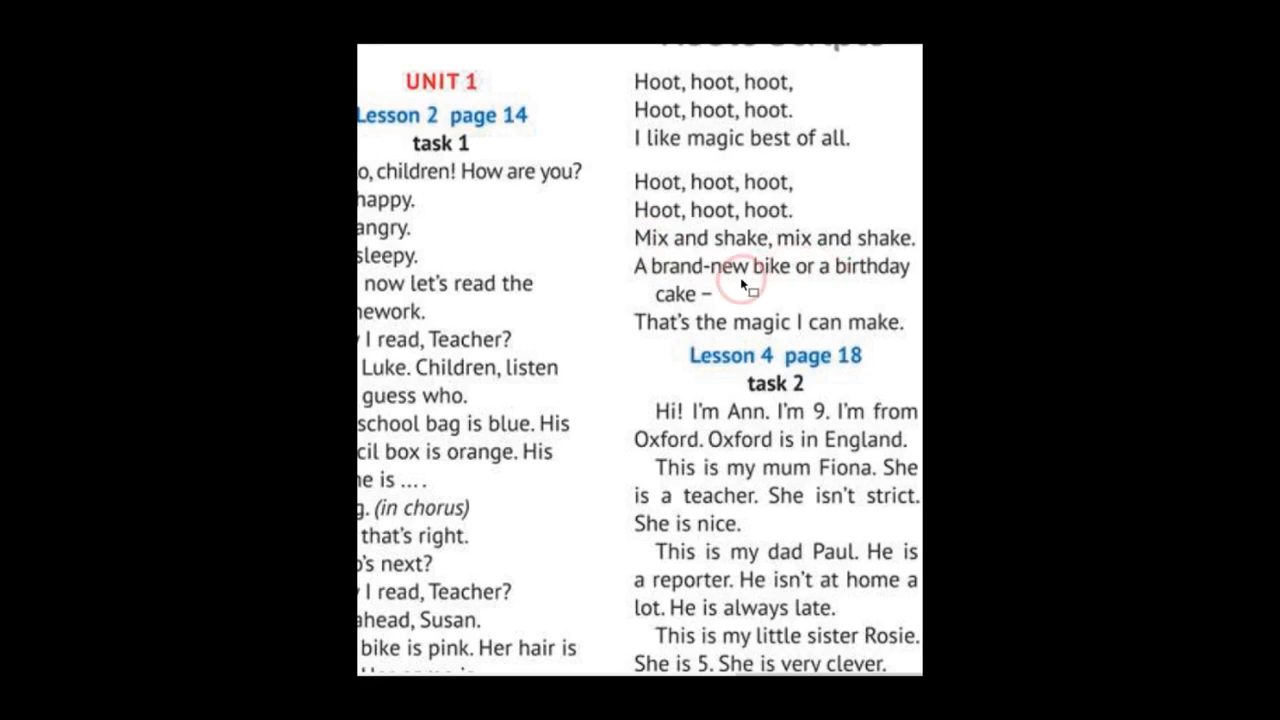 UNIT 1
Lesson 2 page 14
task 1
o, children! How are you?
happy.
angry.
sleepy.
now let's read the
ework.
I read, Teacher?
Luke. Children, listen
guess who.
school bag is blue. His
cil box is orange. His
e is ....
g. (in chorus)
that's right.
o's next?
I read, Teacher?
ahead, Susan.
bike is pink. Her hair is
Hoot, hoot, hoot,
Hoot, hoot, hoot.
I like magic best of all.
Hoot, hoot, hoot,
Hoot, hoot, hoot.
Mix and shake, mix and shake.
A brand-new bike or a birthday
cake –
That's the magic I can make.
Lesson 4 page 18
task 2
Hi! I'm Ann. I'm 9. I'm from
Oxford. Oxford is in England.
This is my mum Fiona. She
is a teacher. She isn't strict.
She is nice.
This is my dad Paul. He is
a reporter. He isn't at home a
lot. He is always late.
This is my little sister Rosie.
She is 5. She is very clever.